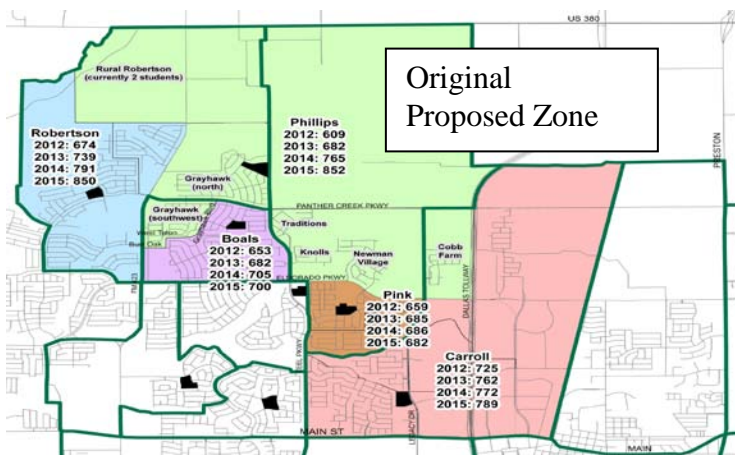 US 380
Original
Proposed Zone
Rural Robertson
(currently 2 students)
Phillips
2012: 609
2013: 682
2014: 765
2015: 852
Robertson
2012: 674
2013: 739
2014: 791
2015: 850
PRESTON
Grayhawk
(north)
PANTHER CREEK PKWY
Grayhawk
(southwest)
Traditions
Boals
2012: 653
2013: 682
2014: 705
2015: 700
Knolls
Newman
Village
Cobb
Farm
ELDORADO PKWY
DALLAS TOLLWAY
Pink
2012: 659
2013: 685
2014: 686
2015: 682
Carroll
2012: 725
2013: 762
2014: 772
2015: 789
LEGACY DR
MAIN ST
MAIN